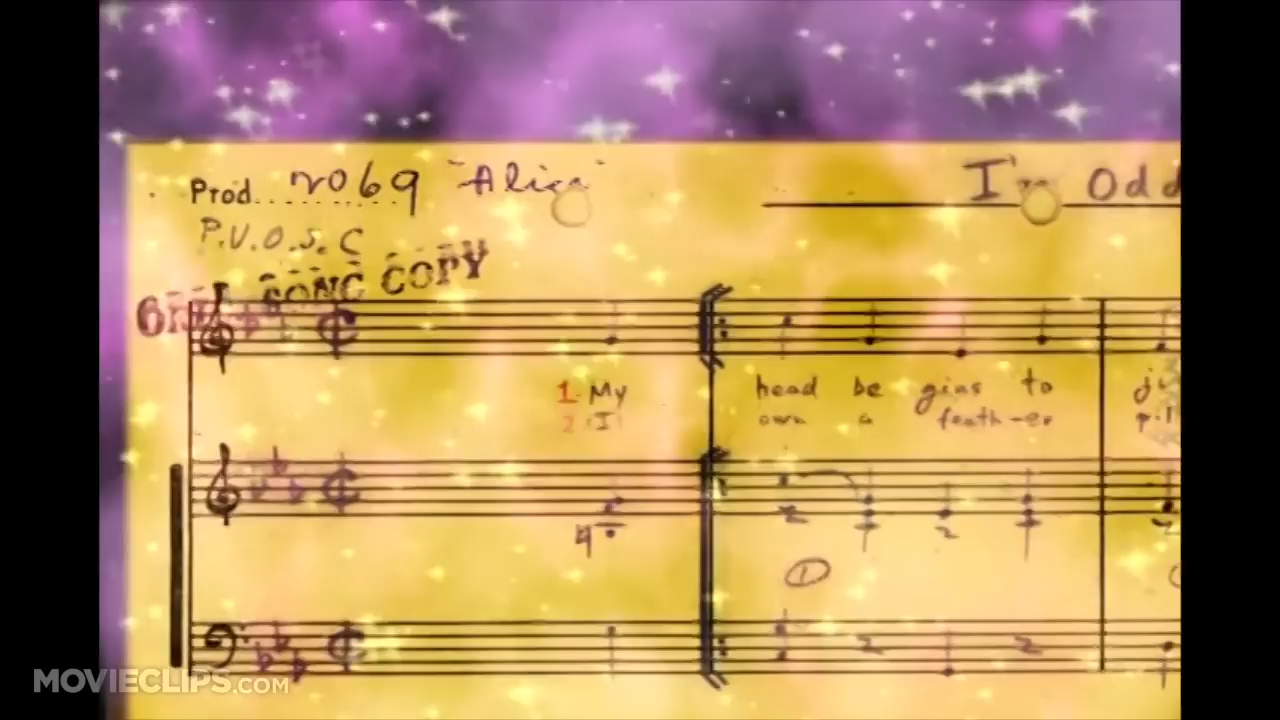 Prod. 2069 "Alice"
I'm Odd
P.U.O.S.C
SONG COPY
1. My head be gins to
2. I own a feath-er
1
MOVIECLIPS.COM